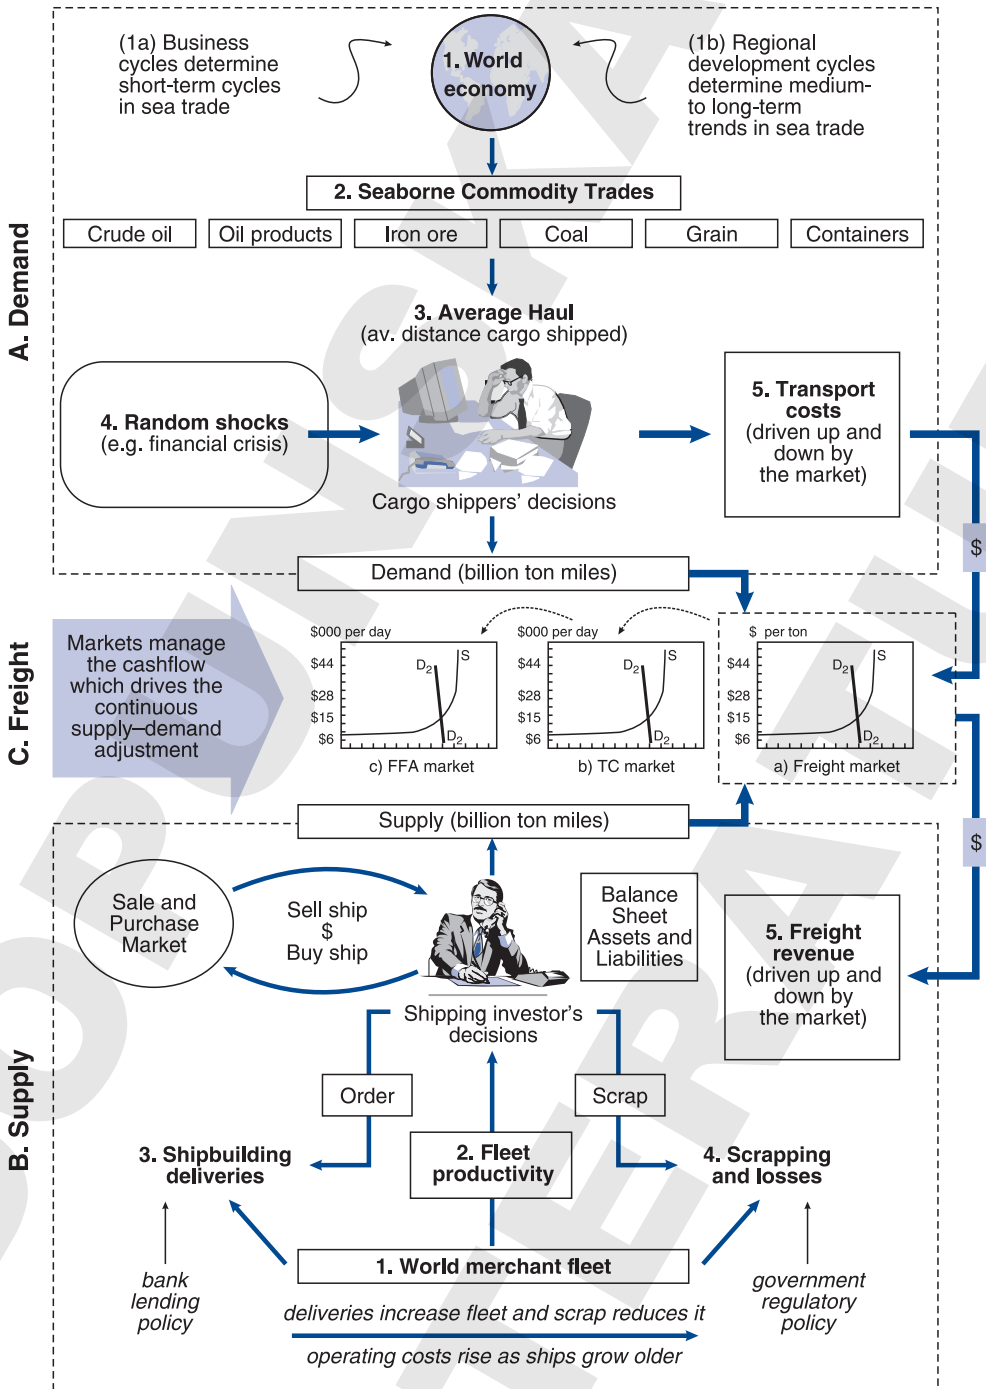 (1a) Business
cycles determine
short-term cycles
in sea trade
1. World
economy
(1b) Regional
development cycles
determine medium-
to long-term
trends in sea trade
2. Seaborne Commodity Trades
Crude oil
Oil products
Iron ore
Coal
Grain
Containers
A. Demand
3. Average Haul
(av. distance cargo shipped)
4. Random shocks
(e.g. financial crisis)
Cargo shippers' decisions
5. Transport
costs
(driven up and
down by
the market)
$
Demand (billion ton miles)
C. Freight
Markets manage
the cashflow
which drives the
continuous
supply–demand
adjustment
$000 per day
$44
$28
$15
$6
D2
S
D2
c) FFA market
$000 per day
$44
$28
$15
$6
D2
S
D2
b) TC market
$ per ton
$44
$28
$15
$6
D2
S
D2
a) Freight market
Supply (billion ton miles)
$
B. Supply
Sale and
Purchase
Market
Sell ship
$
Buy ship
Balance
Sheet
Assets and
Liabilities
5. Freight
revenue
(driven up and
down by
the market)
Shipping investor's
decisions
Order
Scrap
3. Shipbuilding
deliveries
2. Fleet
productivity
4. Scrapping
and losses
1. World merchant fleet
bank
lending
policy
deliveries increase fleet and scrap reduces it
operating costs rise as ships grow older
government
regulatory
policy